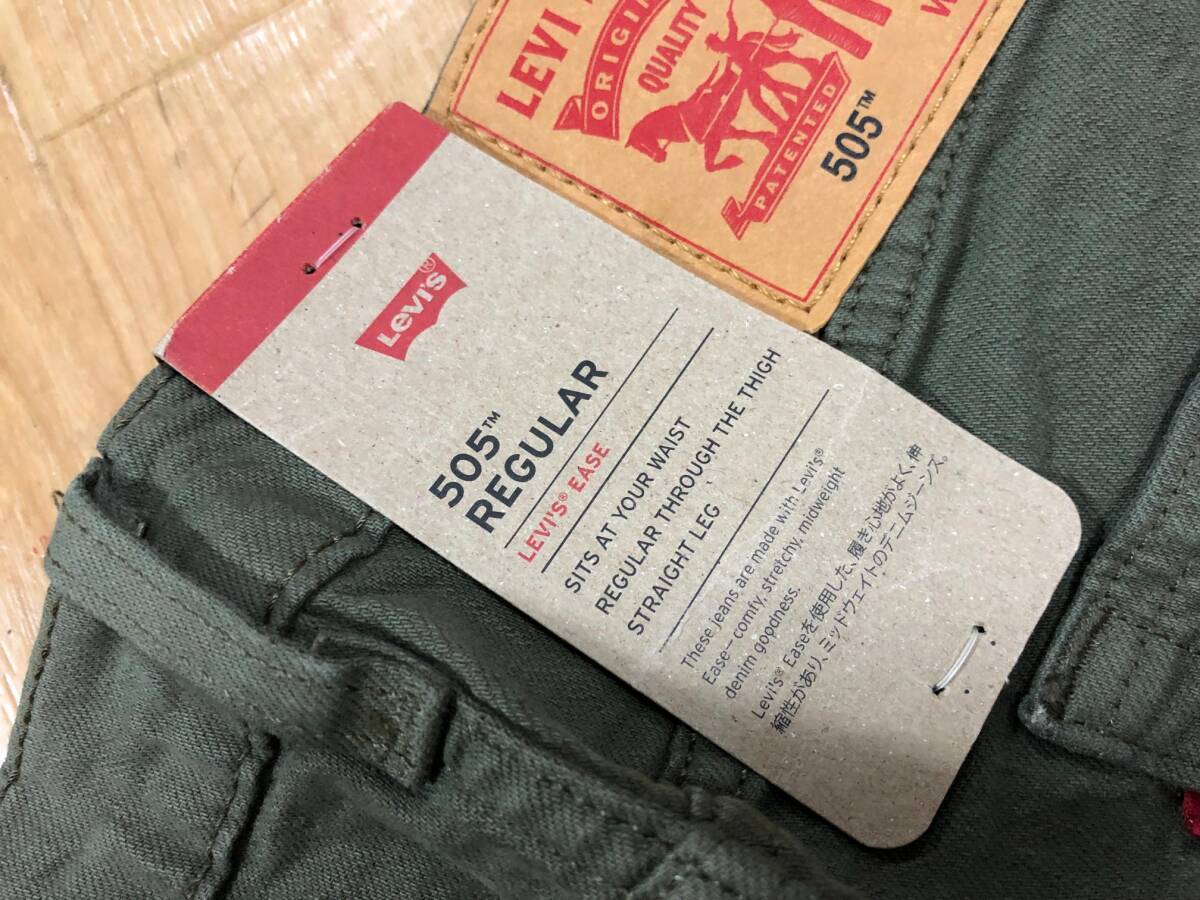 LEVI
ORIGI
QUALITY
PATENTED
505™
W
Levi's®
505™
REGULAR
LEVI'S® EASE
SITS AT YOUR WAIST
REGULAR THROUGH THE THIGH
STRAIGHT LEG
These jeans are made with Levi's®
Ease—comfy, stretchy, midweight
denim goodness.
Levi's® Easeを使用した、履き心地がよく、伸
縮性があり、ミッドウェイトのデニムジーンズ。